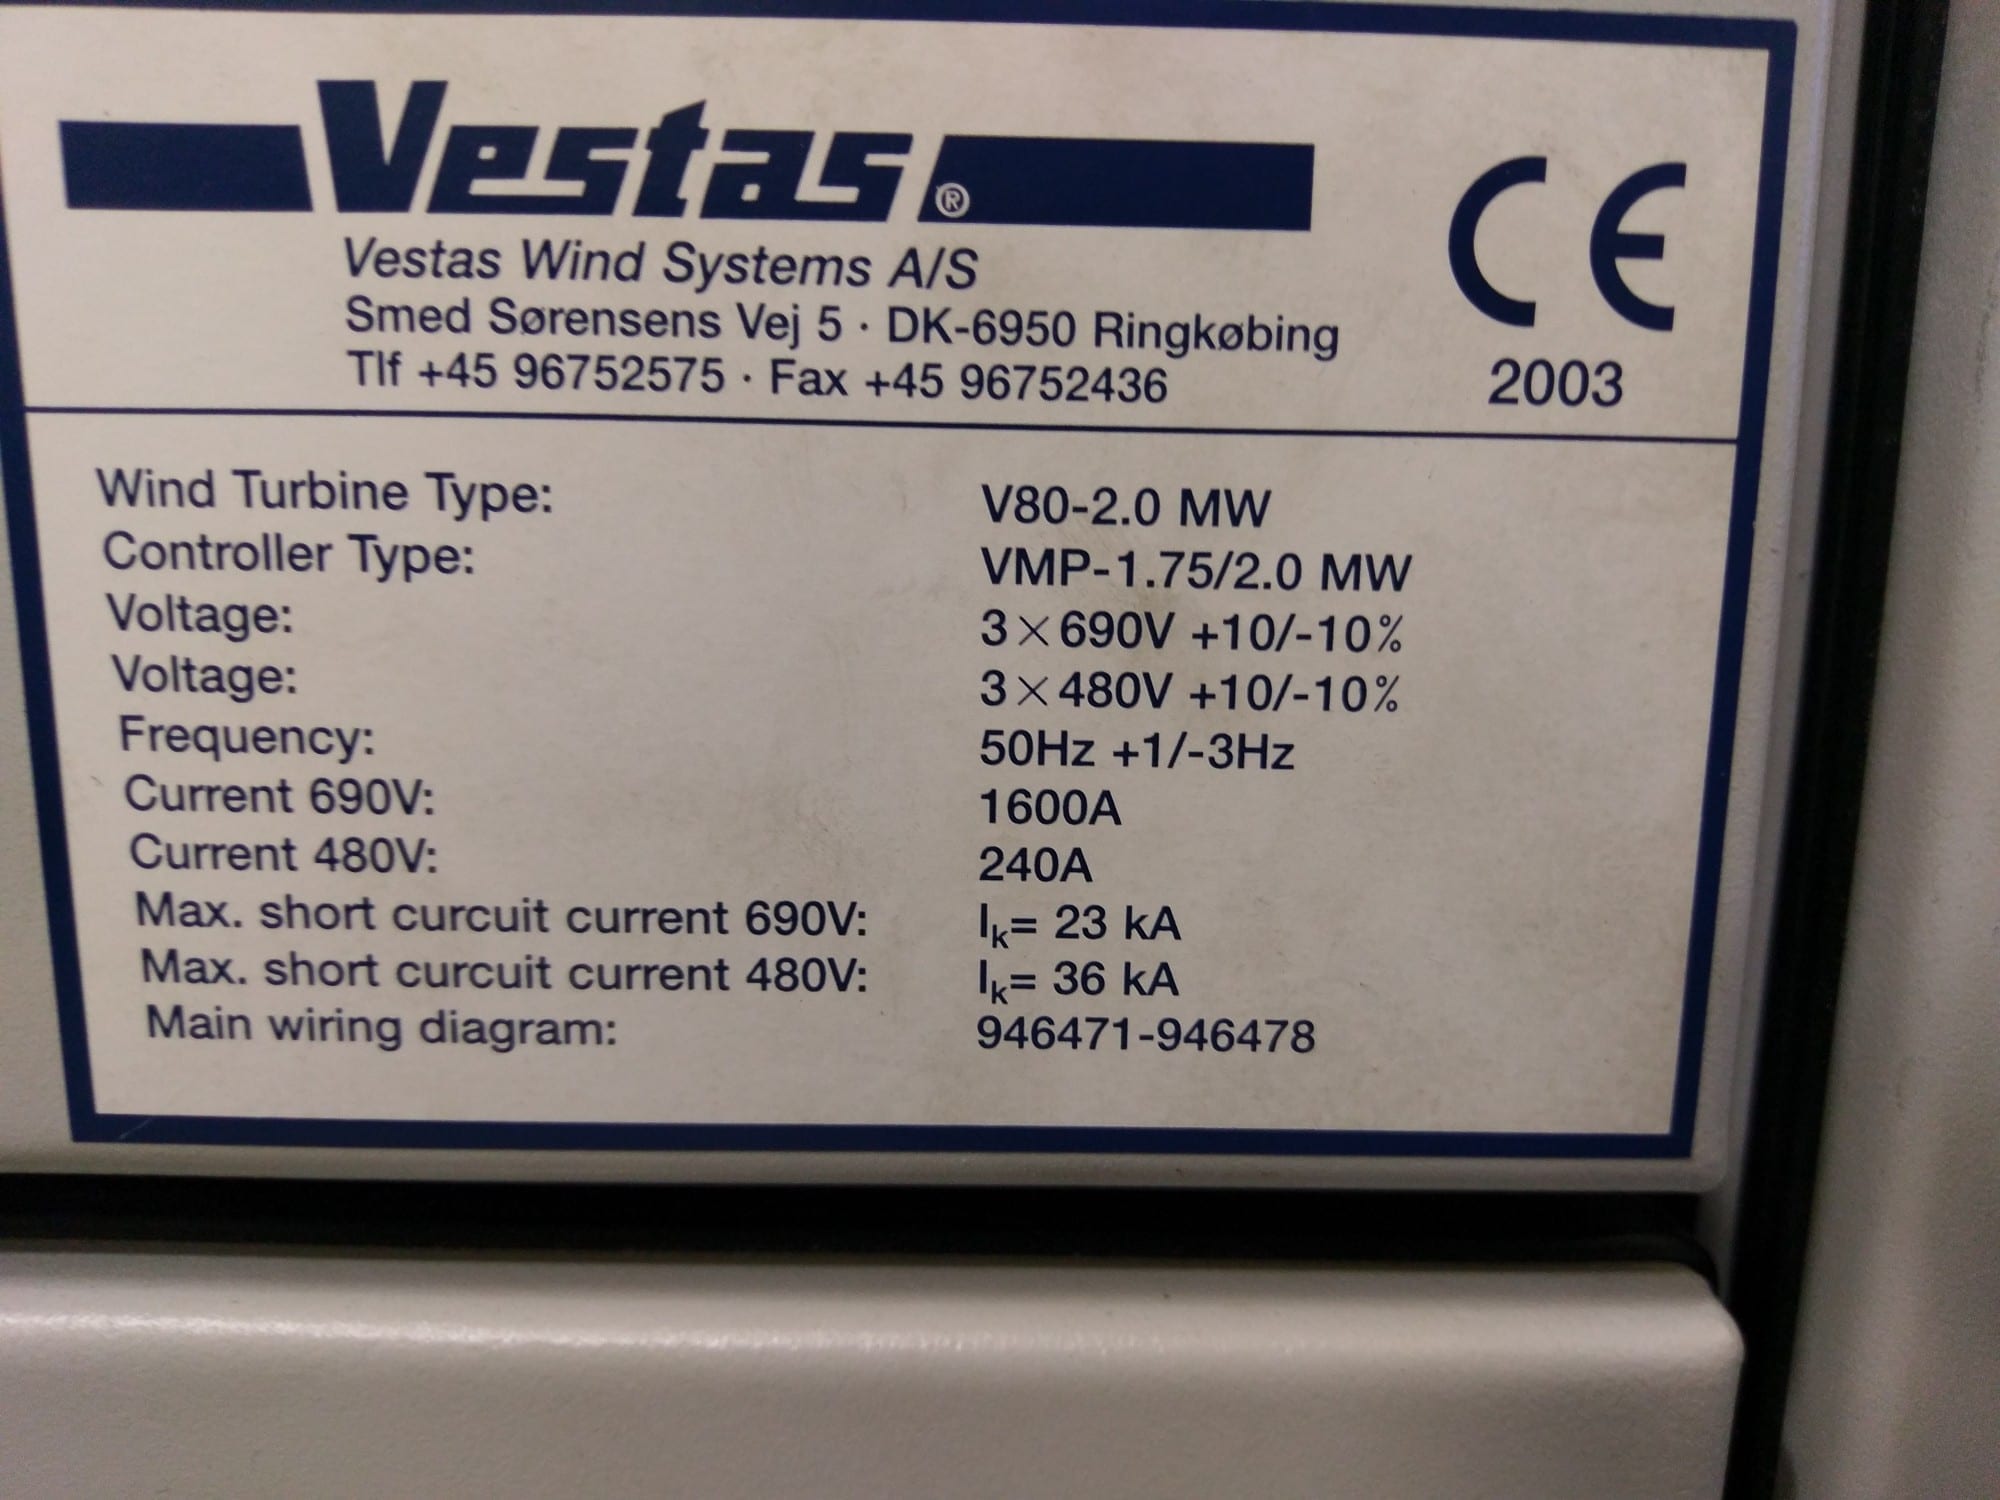 Vestas®
Vestas Wind Systems A/S
Smed Sørensens Vej 5 · DK-6950 Ringkøbing
Tlf +45 96752575 · Fax +45 96752436
CE
2003
Wind Turbine Type: V80-2.0 MW
Controller Type: VMP-1.75/2.0 MW
Voltage: 3×690V +10/-10%
Voltage: 3×480V +10/-10%
Frequency: 50Hz +1/-3Hz
Current 690V: 1600A
Current 480V: 240A
Max. short curcuit current 690V: Iₖ= 23 kA
Max. short curcuit current 480V: Iₖ= 36 kA
Main wiring diagram: 946471-946478